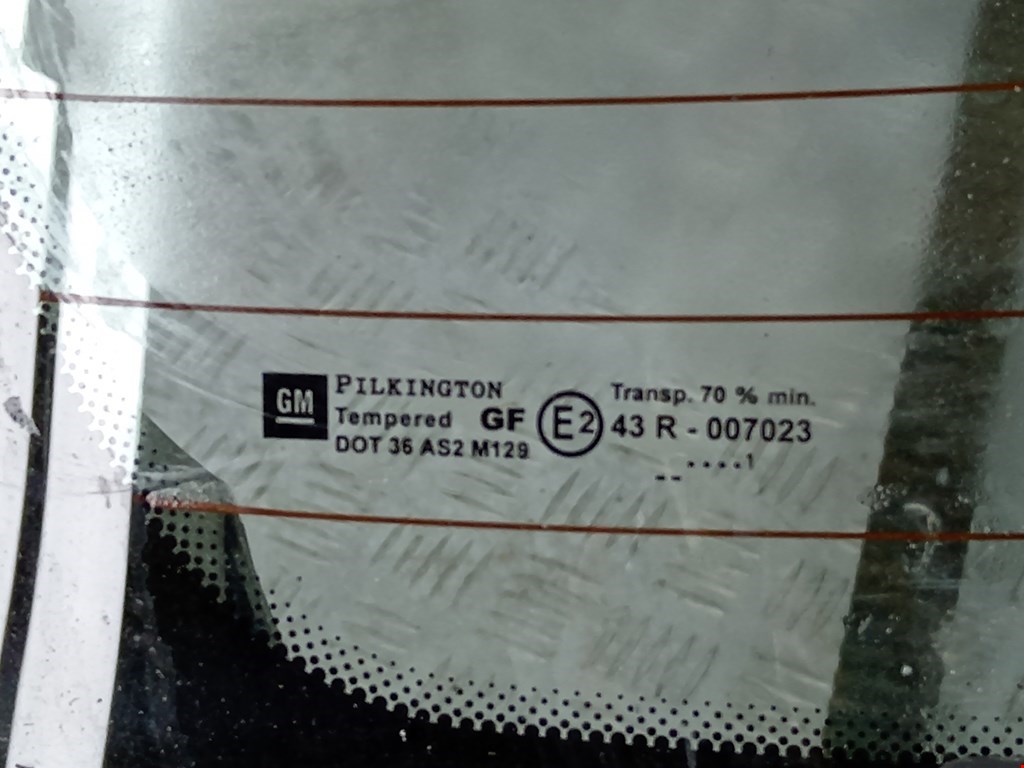 GM
PILKINGTON
Tempered GF
DOT 36 AS2 M129
E2
Transp. 70 % min.
43 R - 007023
-- ....1